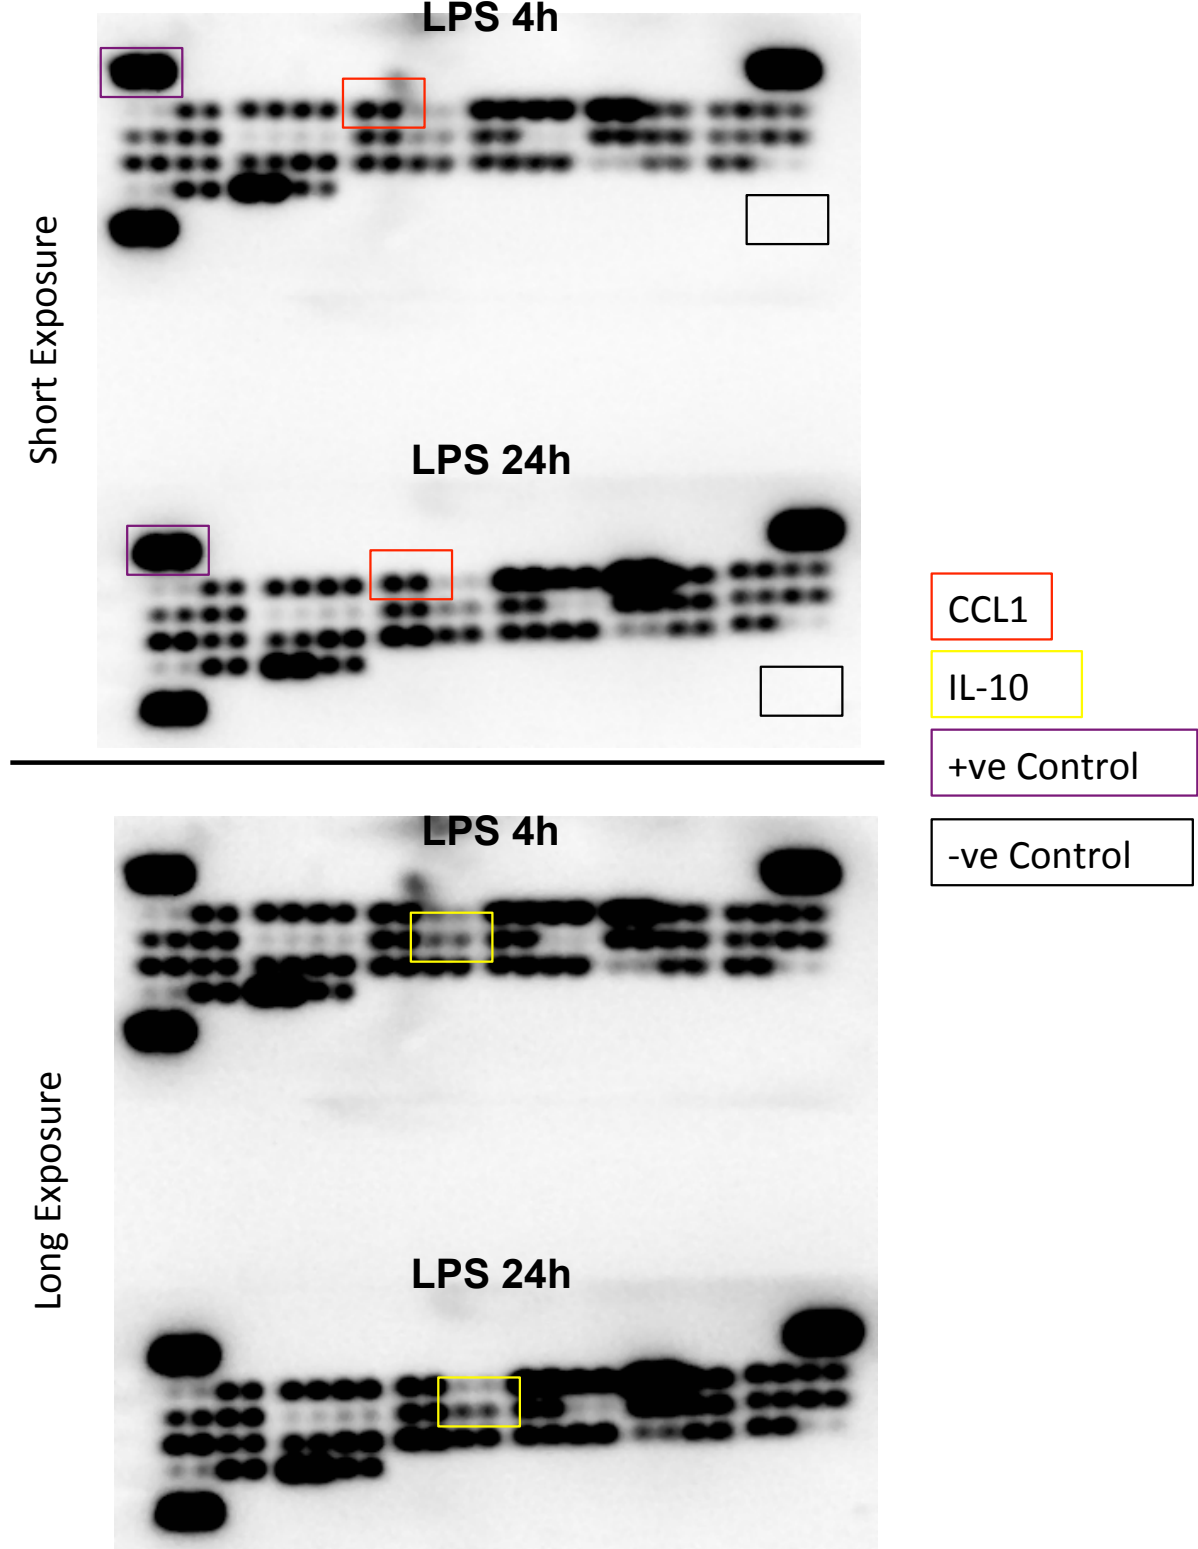 LPS 4h
Short Exposure
LPS 24h
CCL1
IL-10
+ve Control
-ve Control
LPS 4h
Long Exposure
LPS 24h